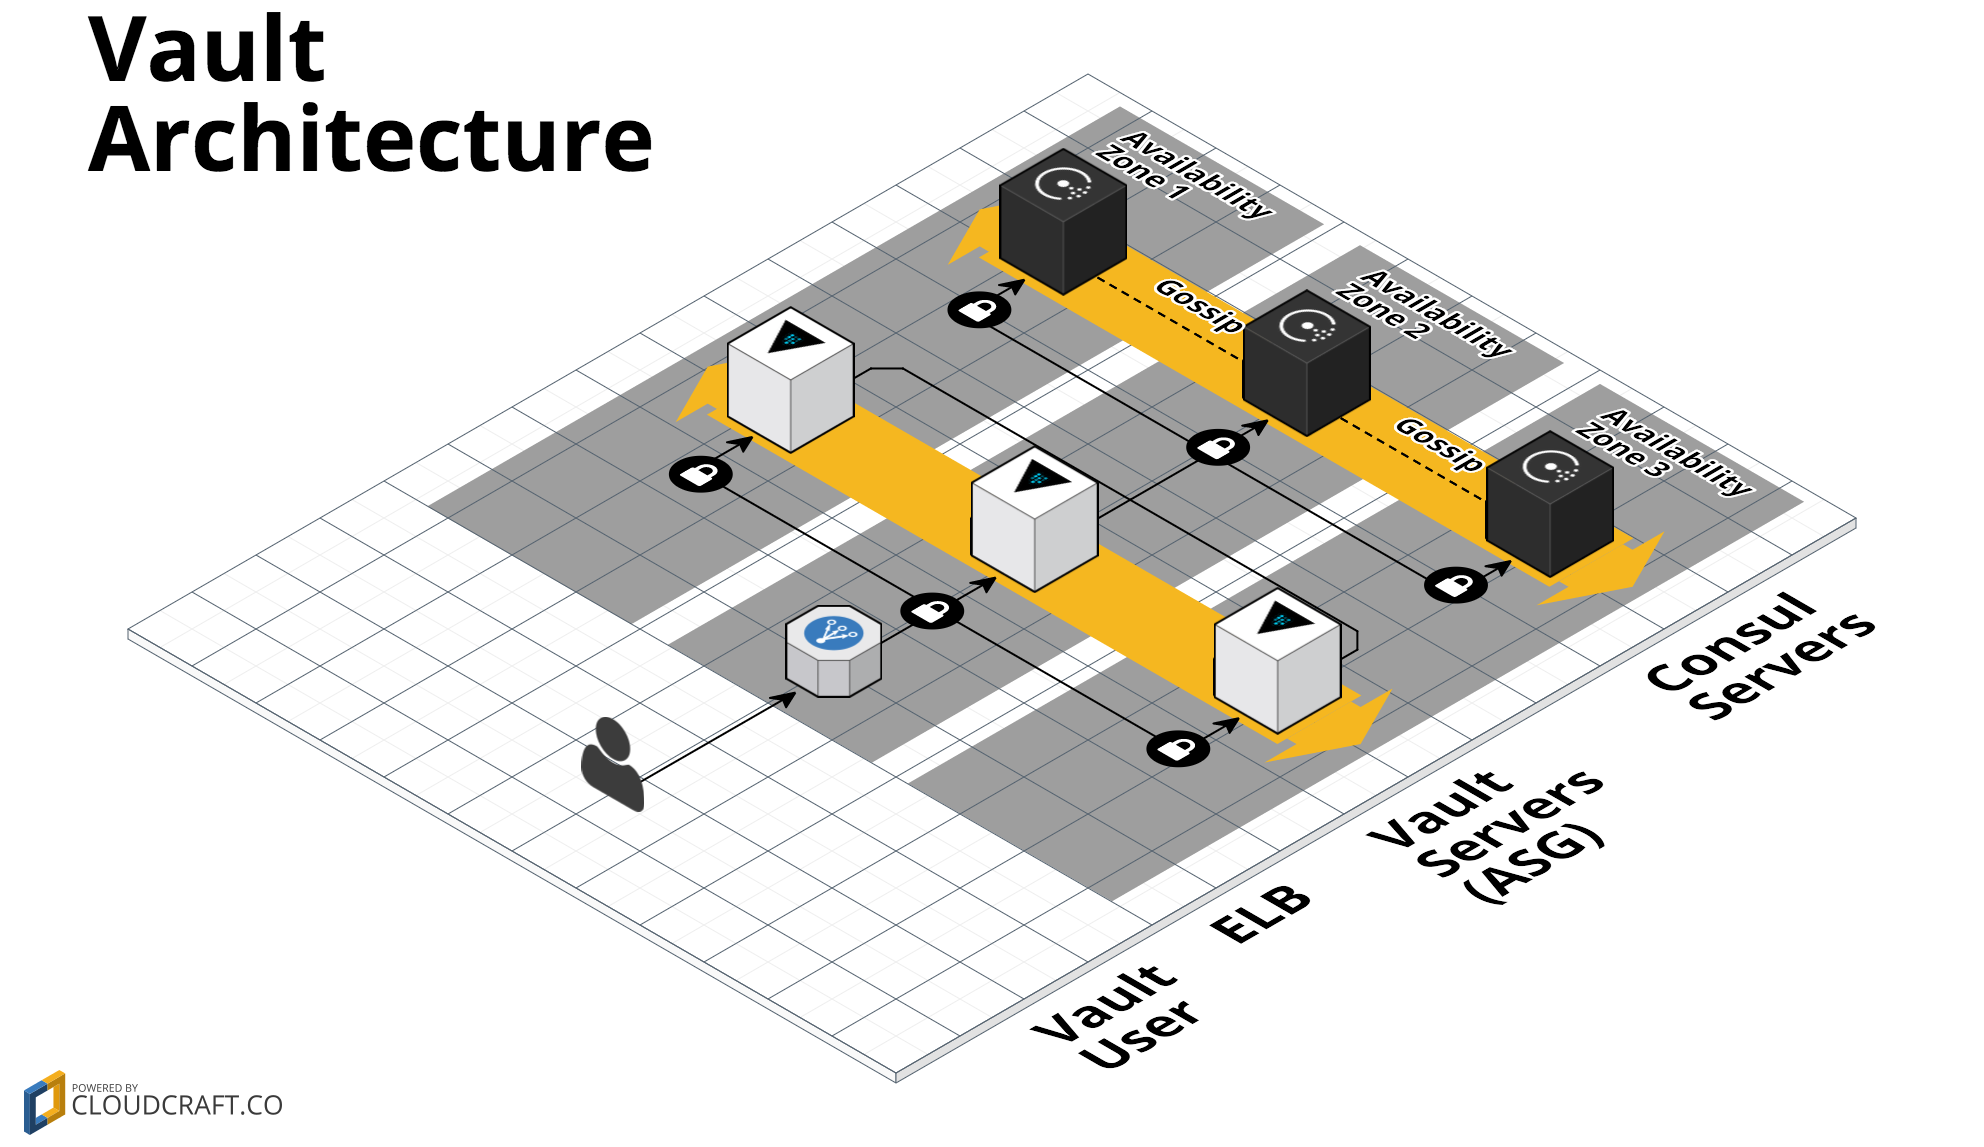 Vault
Architecture
Availability
Zone 1
Availability
Zone 2
Availability
Zone 3
Gossip
Gossip
Consul
Servers
Vault
Servers
(ASG)
ELB
Vault
User
POWERED BY
CLOUDCRAFT.CO